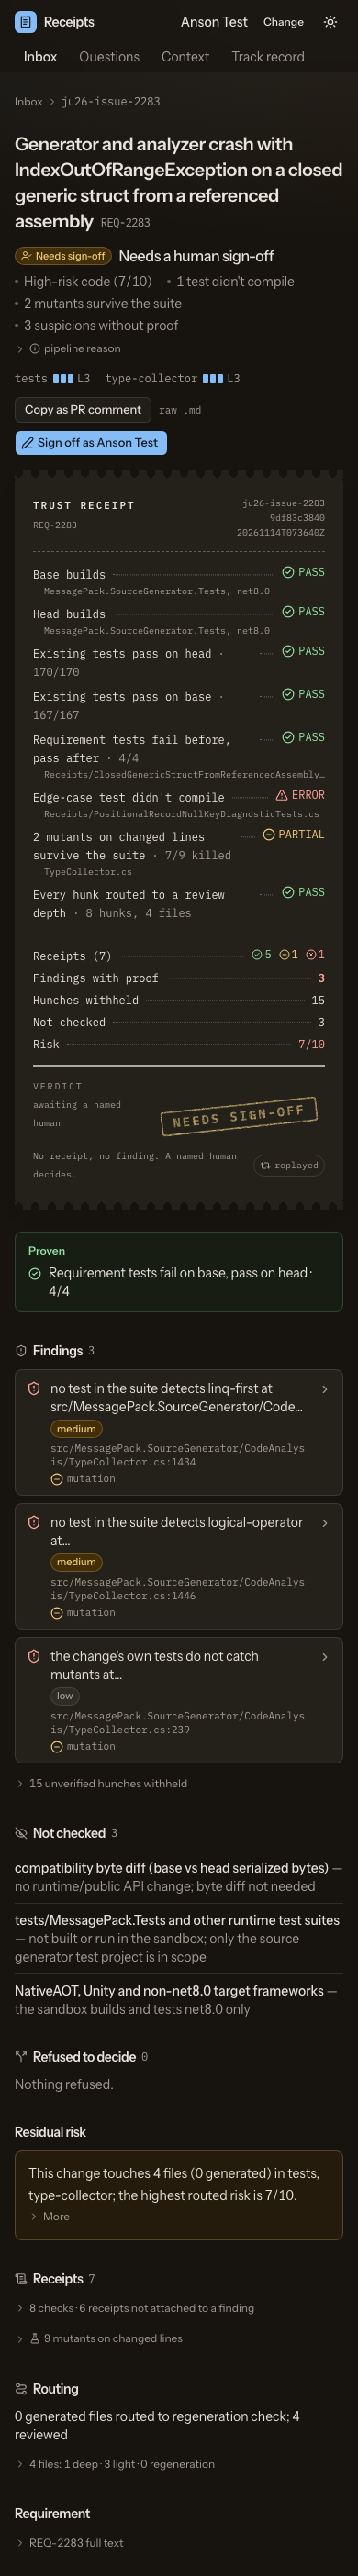 Receipts
Anson Test
Change
Inbox
Questions
Context
Track record
Inbox > ju26-issue-2283
Generator and analyzer crash with
IndexOutOfRangeException on a closed
generic struct from a referenced
assembly REQ-2283
Needs sign-off
Needs a human sign-off
• High-risk code (7/10) • 1 test didn't compile
• 2 mutants survive the suite
• 3 suspicions without proof
pipeline reason
tests L3 type-collector L3
Copy as PR comment
raw .md
Sign off as Anson Test
TRUST RECEIPT
REQ-2283
ju26-issue-2283
9df83c3840
20261114T073640Z
Base builds PASS
MessagePack.SourceGenerator.Tests, net8.0
Head builds PASS
MessagePack.SourceGenerator.Tests, net8.0
Existing tests pass on head · PASS
170/170
Existing tests pass on base · PASS
167/167
Requirement tests fail before, PASS
pass after · 4/4
Receipts/ClosedGenericStructFromReferencedAssembly…
Edge-case test didn't compile ERROR
Receipts/PositionalRecordNullKeyDiagnosticTests.cs
2 mutants on changed lines PARTIAL
survive the suite · 7/9 killed
TypeCollector.cs
Every hunk routed to a review PASS
depth · 8 hunks, 4 files
Receipts (7) 5 1 1
Findings with proof 3
Hunches withheld 15
Not checked 3
Risk 7/10
VERDICT
awaiting a named
human
NEEDS SIGN-OFF
No receipt, no finding. A named human
decides.
replayed
Proven
Requirement tests fail on base, pass on head ·
4/4
Findings 3
no test in the suite detects linq-first at
src/MessagePack.SourceGenerator/Code…
medium
src/MessagePack.SourceGenerator/CodeAnalys
is/TypeCollector.cs:1434
mutation
no test in the suite detects logical-operator
at…
medium
src/MessagePack.SourceGenerator/CodeAnalys
is/TypeCollector.cs:1446
mutation
the change's own tests do not catch
mutants at…
low
src/MessagePack.SourceGenerator/CodeAnalys
is/TypeCollector.cs:239
mutation
15 unverified hunches withheld
Not checked 3
compatibility byte diff (base vs head serialized bytes) —
no runtime/public API change; byte diff not needed
tests/MessagePack.Tests and other runtime test suites
— not built or run in the sandbox; only the source
generator test project is in scope
NativeAOT, Unity and non-net8.0 target frameworks —
the sandbox builds and tests net8.0 only
Refused to decide 0
Nothing refused.
Residual risk
This change touches 4 files (0 generated) in tests,
type-collector; the highest routed risk is 7/10.
More
Receipts 7
8 checks · 6 receipts not attached to a finding
9 mutants on changed lines
Routing
0 generated files routed to regeneration check; 4
reviewed
4 files: 1 deep · 3 light · 0 regeneration
Requirement
REQ-2283 full text